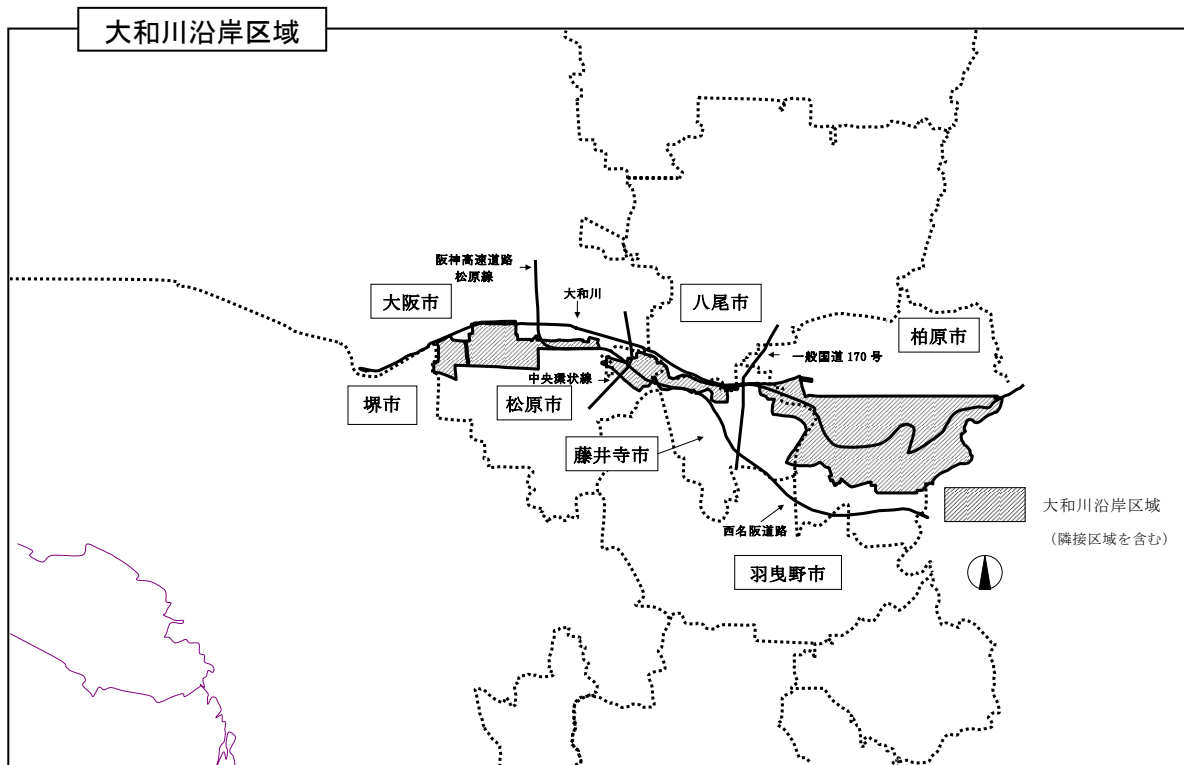 大和川沿岸区域
阪神高速道路
松原線
大阪市
大和川
八尾市
柏原市
一般国道 170 号
中央環状線
堺市
松原市
藤井寺市
大和川沿岸区域
(隣接区域を含む)
西名阪道路
羽曳野市